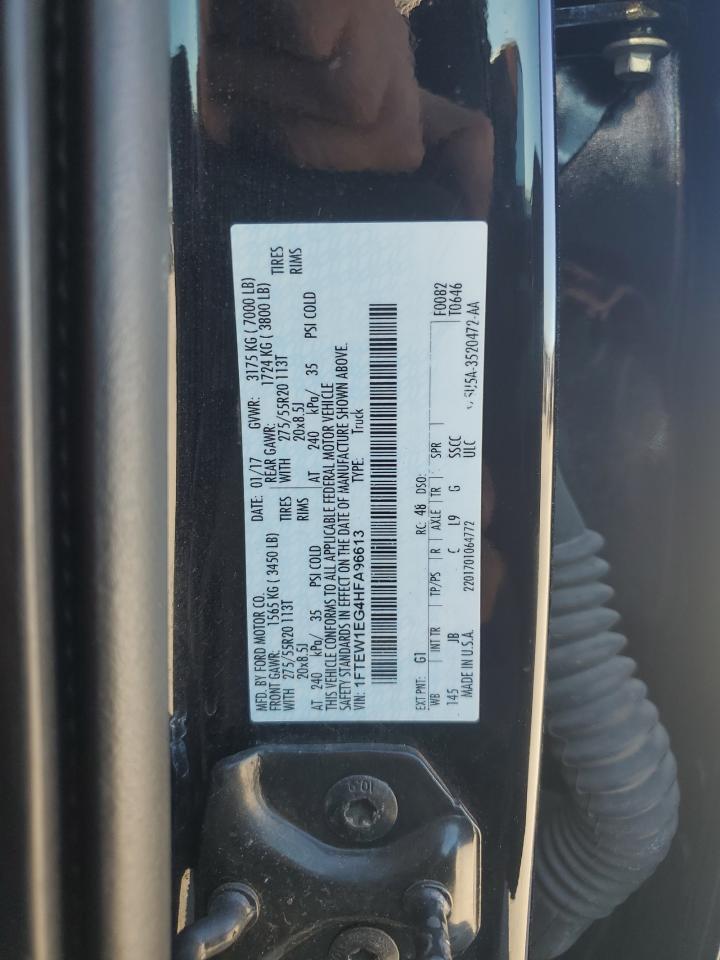 MFD. BY FORD MOTOR CO. DATE: 01/17 GVWR: 3175 KG ( 7000 LB)
FRONT GAWR: 1565 KG ( 3450 LB) REAR GAWR: 1724 KG ( 3800 LB)
WITH 275/55R20 113T TIRES WITH 275/55R20 113T TIRES
20x8.5J RIMS 20x8.5J RIMS
AT 240 kPa/ 35 PSI COLD AT 240 kPa/ 35 PSI COLD
THIS VEHICLE CONFORMS TO ALL APPLICABLE FEDERAL MOTOR VEHICLE
SAFETY STANDARDS IN EFFECT ON THE DATE OF MANUFACTURE SHOWN ABOVE.
VIN: 1FTEW1EG4HFA96613 TYPE: Truck
EXT PNT: G1 RC: 48 DSO: F0082
WB INT TR TP/PS R AXLE TR SPR T0646
145 JB C L9 G SSCC
MADE IN U.S.A. 2201701064772 ULC 5A-3520472-AA
10.9